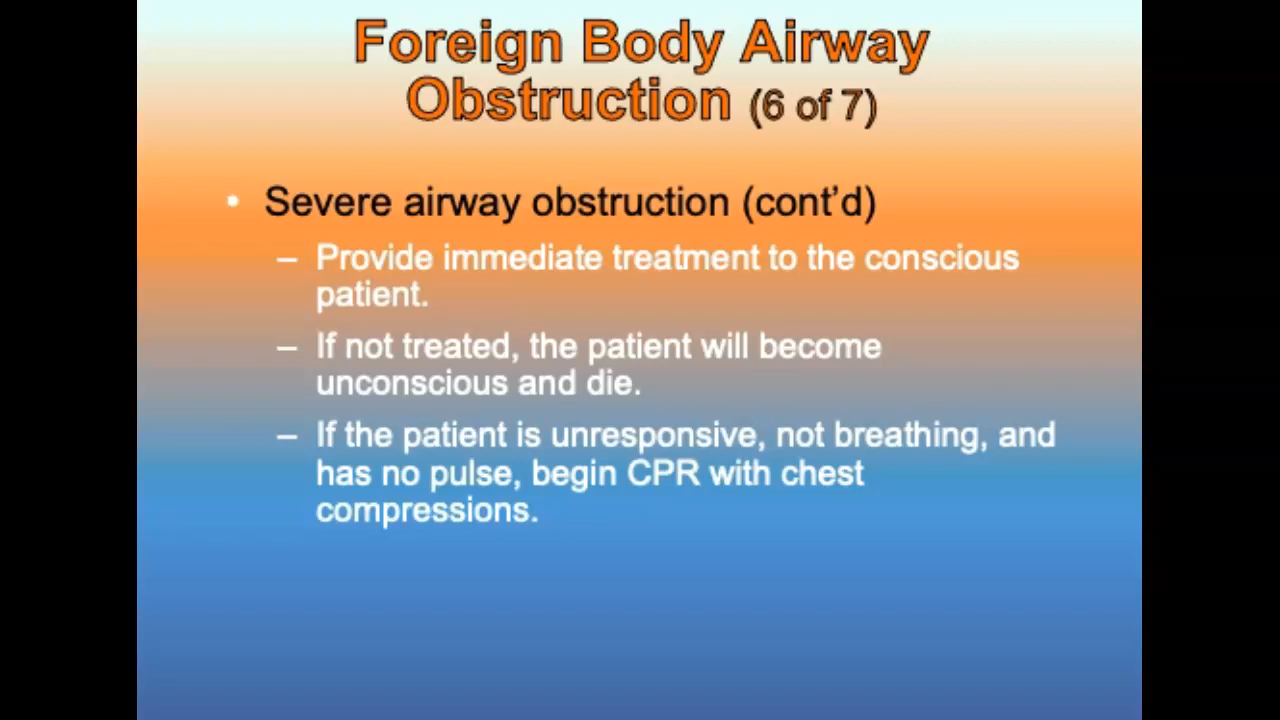 Foreign Body Airway
Obstruction (6 of 7)
• Severe airway obstruction (cont’d)
– Provide immediate treatment to the conscious
patient.
– If not treated, the patient will become
unconscious and die.
– If the patient is unresponsive, not breathing, and
has no pulse, begin CPR with chest
compressions.